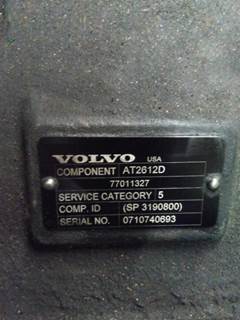 VOLVO USA
COMPONENT AT2612D
77011327
SERVICE CATEGORY 5
COMP. ID (SP 3190800)
SERIAL NO. 0710740693